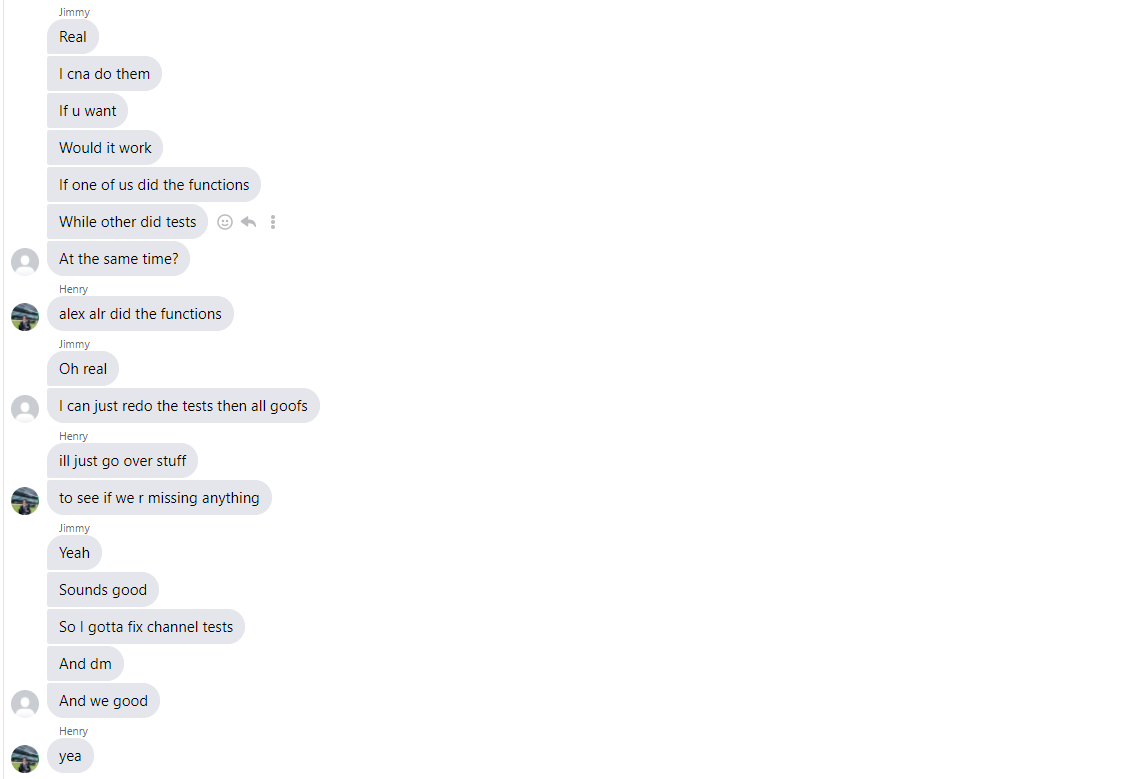 Jimmy
Real
I cna do them
If u want
Would it work
If one of us did the functions
While other did tests
At the same time?
Henry
alex alr did the functions
Jimmy
Oh real
I can just redo the tests then all goofs
Henry
ill just go over stuff
to see if we r missing anything
Jimmy
Yeah
Sounds good
So I gotta fix channel tests
And dm
And we good
Henry
yea